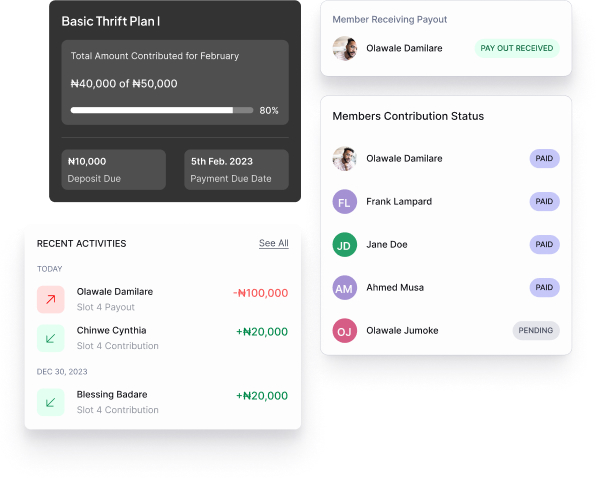 Basic Thrift Plan I
Total Amount Contributed for February
₦40,000 of ₦50,000
80%
₦10,000
Deposit Due
5th Feb. 2023
Payment Due Date
RECENT ACTIVITIES
See All
TODAY
Olawale Damilare
-₦100,000
Slot 4 Payout
Chinwe Cynthia
+₦20,000
Slot 4 Contribution
DEC 30, 2023
Blessing Badare
+₦20,000
Slot 4 Contribution
Member Receiving Payout
Olawale Damilare
PAY OUT RECEIVED
Members Contribution Status
Olawale Damilare
PAID
FL
Frank Lampard
PAID
JD
Jane Doe
PAID
AM
Ahmed Musa
PAID
OJ
Olawale Jumoke
PENDING